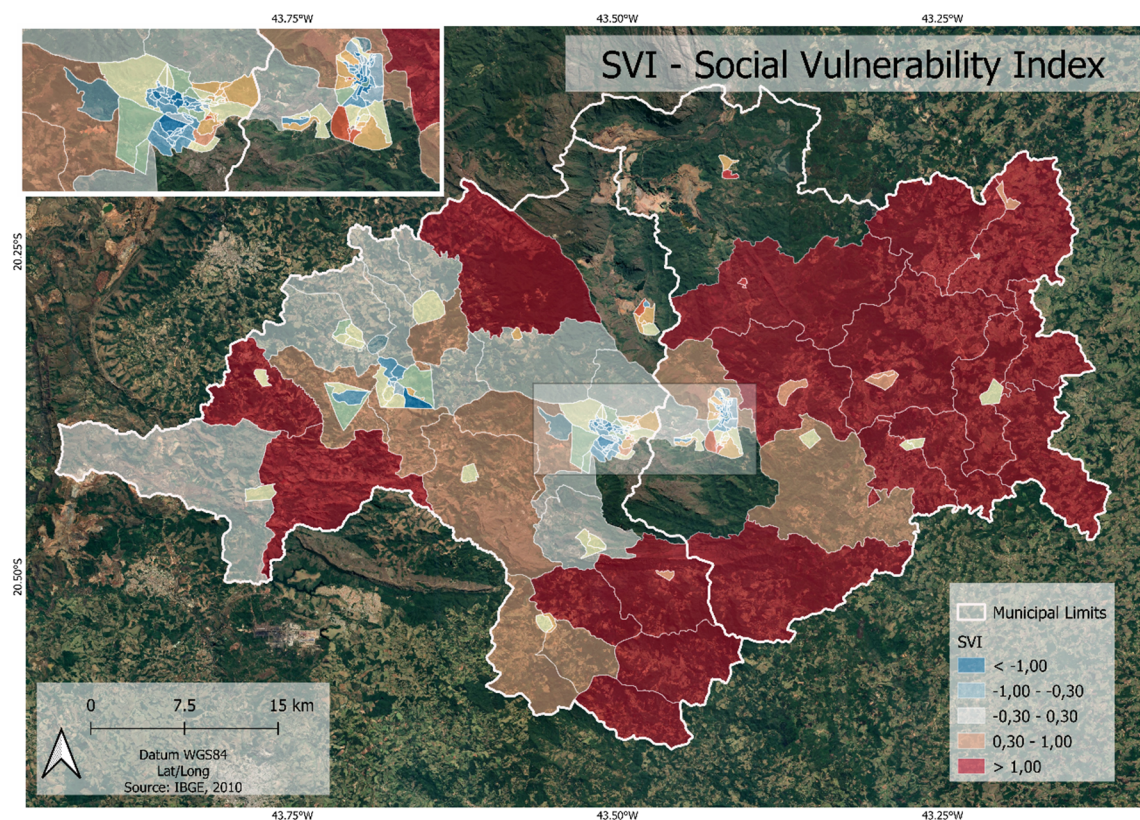 43.75°W 43.50°W 43.25°W
SVI - Social Vulnerability Index
20.25°S
20.50°S
Municipal Limits
SVI
< -1,00
-1,00 - -0,30
-0,30 - 0,30
0,30 - 1,00
> 1,00
0 7.5 15 km
Datum WGS84
Lat/Long
Source: IBGE, 2010
43.75°W 43.50°W 43.25°W